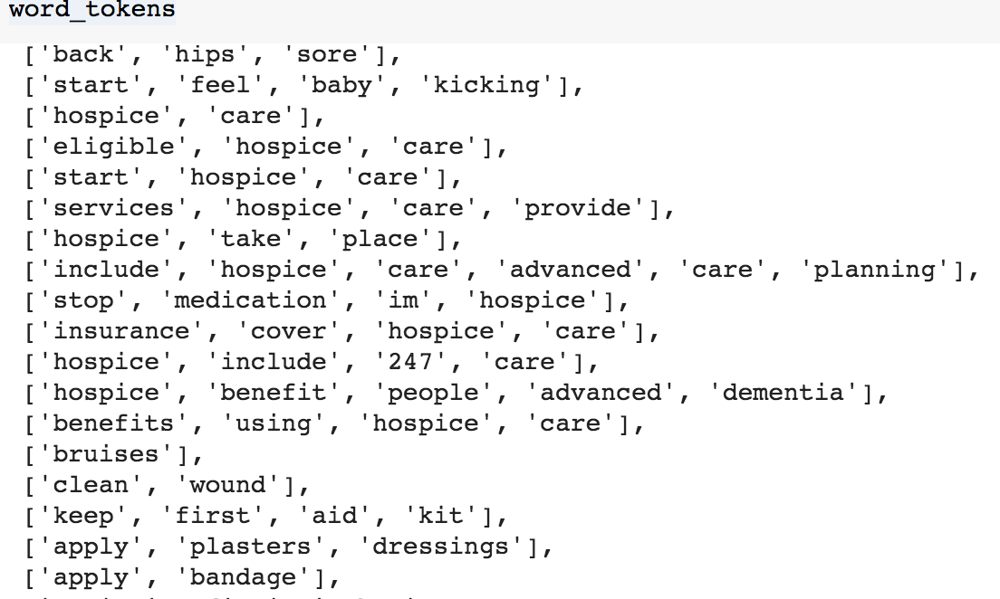 word_tokens
['back', 'hips', 'sore'],
['start', 'feel', 'baby', 'kicking'],
['hospice', 'care'],
['eligible', 'hospice', 'care'],
['start', 'hospice', 'care'],
['services', 'hospice', 'care', 'provide'],
['hospice', 'take', 'place'],
['include', 'hospice', 'care', 'advanced', 'care', 'planning'],
['stop', 'medication', 'im', 'hospice'],
['insurance', 'cover', 'hospice', 'care'],
['hospice', 'include', '247', 'care'],
['hospice', 'benefit', 'people', 'advanced', 'dementia'],
['benefits', 'using', 'hospice', 'care'],
['bruises'],
['clean', 'wound'],
['keep', 'first', 'aid', 'kit'],
['apply', 'plasters', 'dressings'],
['apply', 'bandage'],